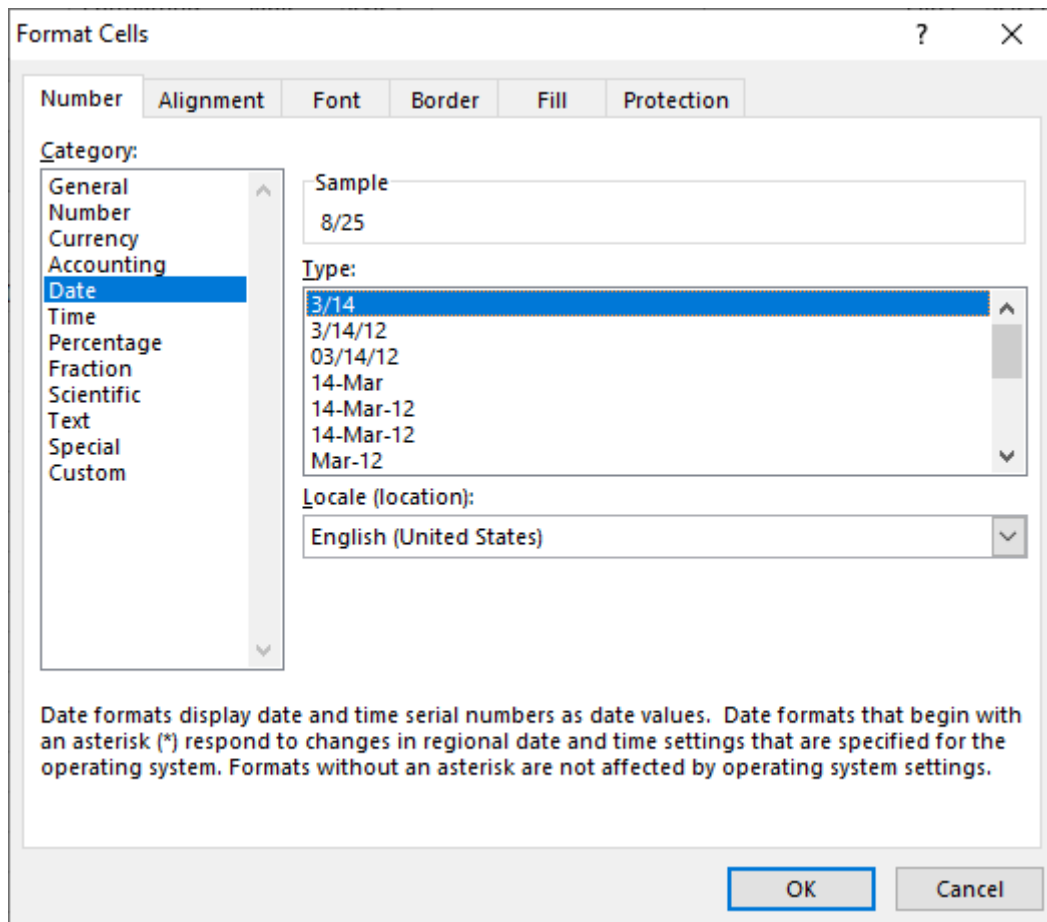 Format Cells
?
Number
Alignment
Font
Border
Fill
Protection
Category:
General
Number
Currency
Accounting
Date
Time
Percentage
Fraction
Scientific
Text
Special
Custom
Sample
8/25
Type:
3/14
3/14/12
03/14/12
14-Mar
14-Mar-12
14-Mar-12
Mar-12
Locale (location):
English (United States)
Date formats display date and time serial numbers as date values.  Date formats that begin with
an asterisk (*) respond to changes in regional date and time settings that are specified for the
operating system. Formats without an asterisk are not affected by operating system settings.
OK
Cancel